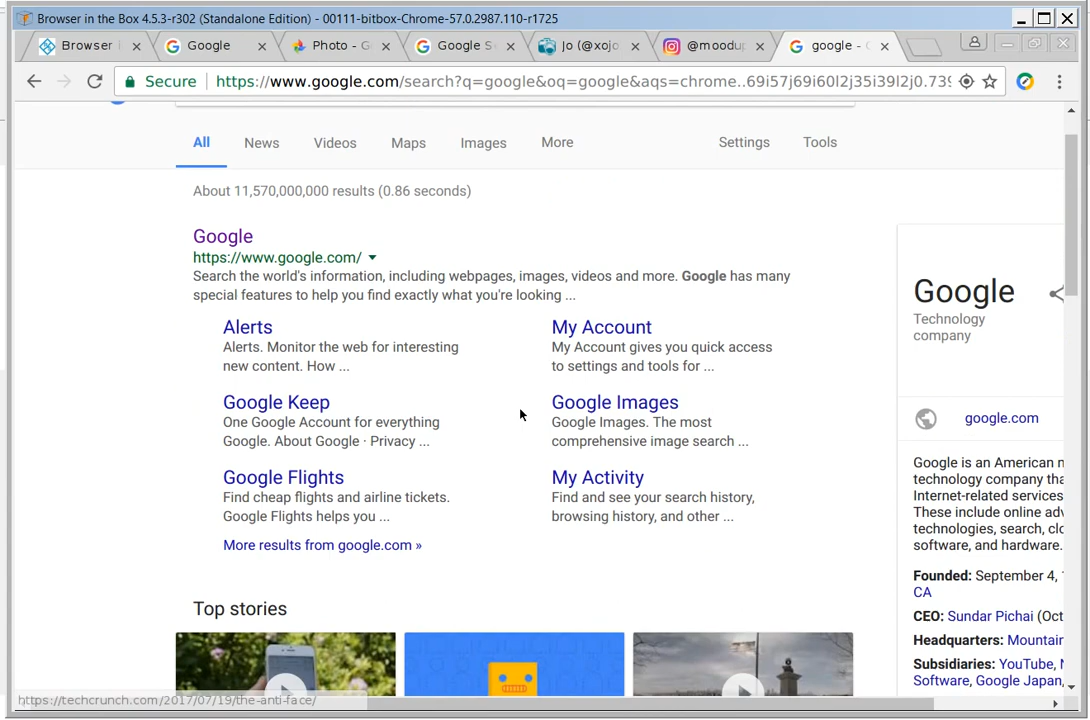 Browser in the Box 4.5.3-r302 (Standalone Edition) - 00111-bitbox-Chrome-57.0.2987.110-r1725
Browser
Google
Photo - G
Google S
Jo (@xojo
@moodup
google -
Secure
https://www.google.com/search?q=google&oq=google&aqs=chrome..69i57j69i60l2j35i39l2j0.739
All
News
Videos
Maps
Images
More
Settings
Tools
About 11,570,000,000 results (0.86 seconds)
Google
https://www.google.com/
Search the world's information, including webpages, images, videos and more. Google has many
special features to help you find exactly what you're looking ...
Alerts
Alerts. Monitor the web for interesting
new content. How ...
My Account
My Account gives you quick access
to settings and tools for ...
Google Keep
One Google Account for everything
Google. About Google · Privacy ...
Google Images
Google Images. The most
comprehensive image search ...
Google Flights
Find cheap flights and airline tickets.
Google Flights helps you ...
My Activity
Find and see your search history,
browsing history, and other ...
More results from google.com »
Top stories
Google
Technology
company
google.com
Google is an American
technology company tha
Internet-related services
These include online adv
technologies, search, clo
software, and hardware.
Founded: September 4,
CA
CEO: Sundar Pichai (Oct
Headquarters: Mountain
Subsidiaries: YouTube,
Software, Google Japan,
https://techcrunch.com/2017/07/19/the-anti-face/